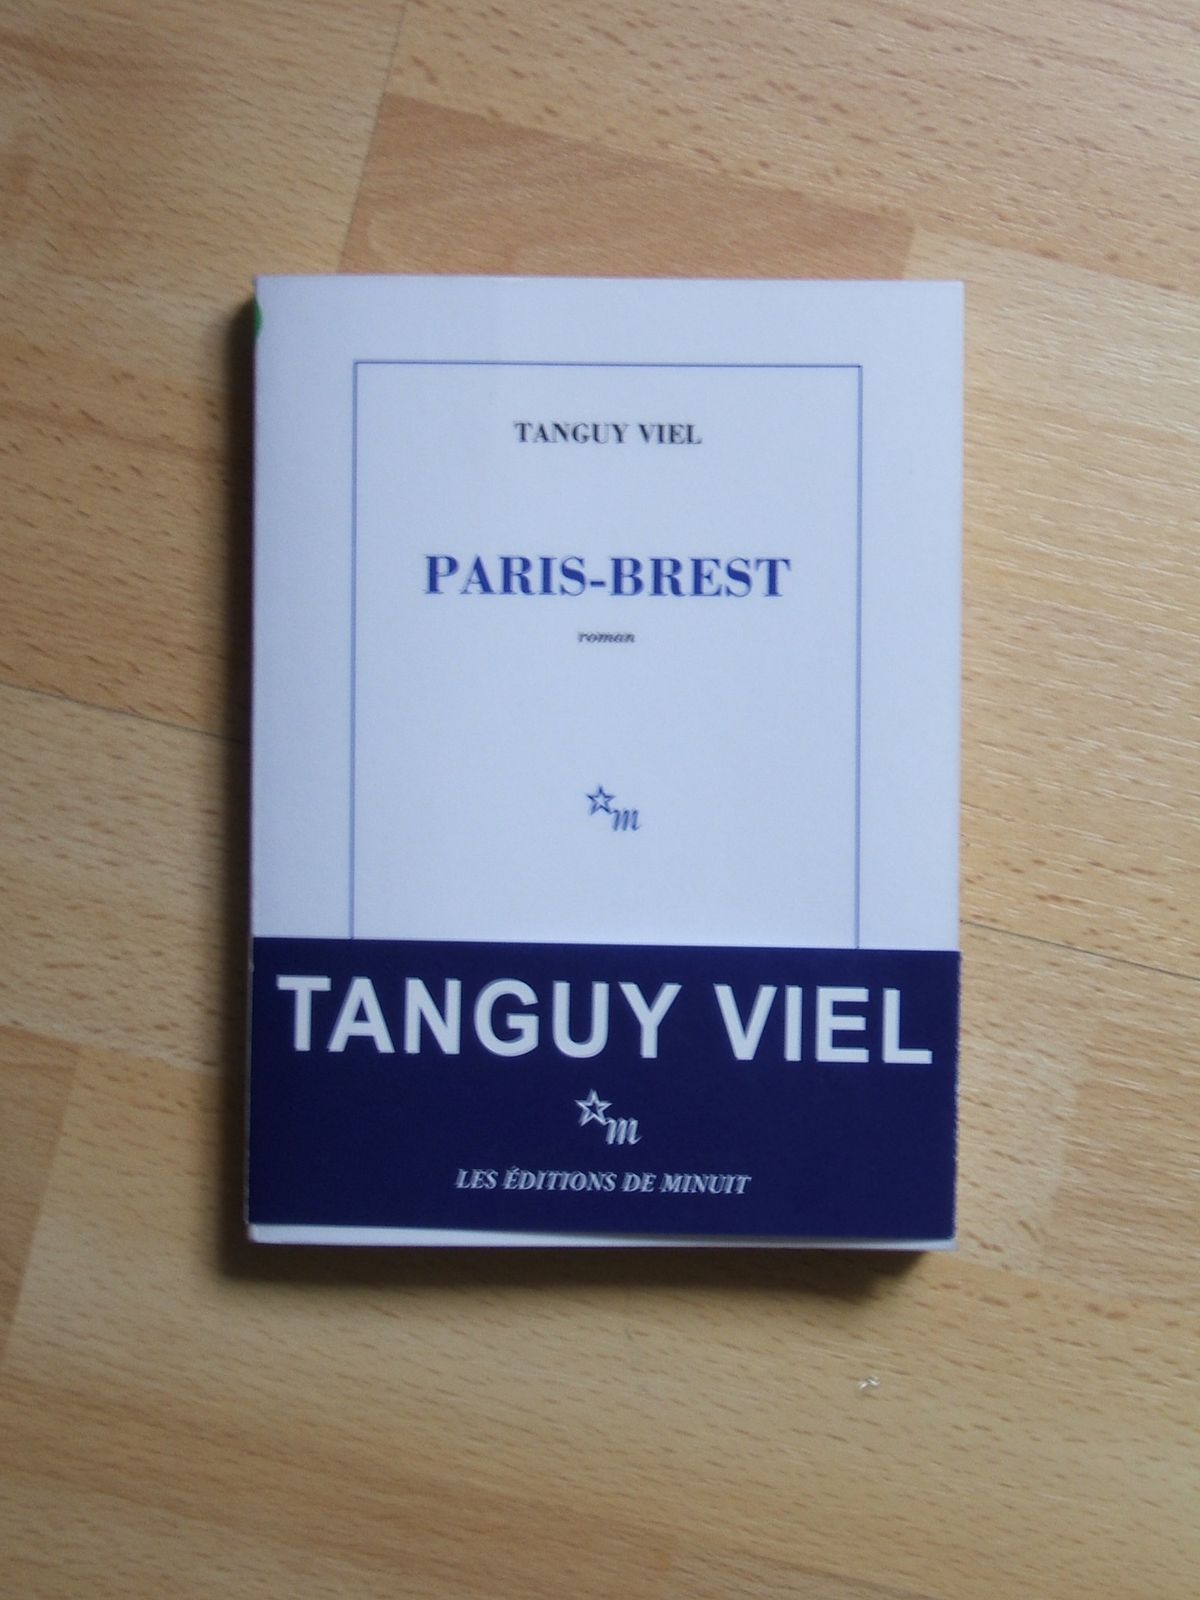 TANGUY VIEL
PARIS-BREST
roman
m
TANGUY VIEL
m
LES ÉDITIONS DE MINUIT